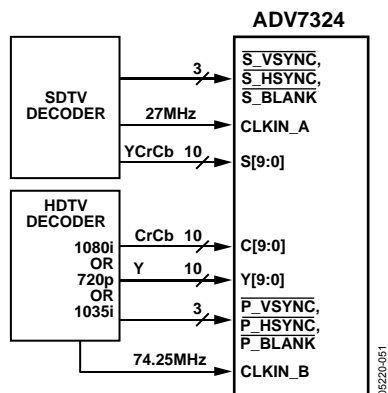 ADV7324
SDTV
DECODER
3
S_VSYNC,
S_HSYNC,
S_BLANK
27MHz
CLKIN_A
YCrCb 10
S[9:0]
HDTV
DECODER
1080i
OR
720p
OR
1035i
CrCb 10
C[9:0]
Y 10
Y[9:0]
3
P_VSYNC,
P_HSYNC,
P_BLANK
74.25MHz
CLKIN_B
05220-051